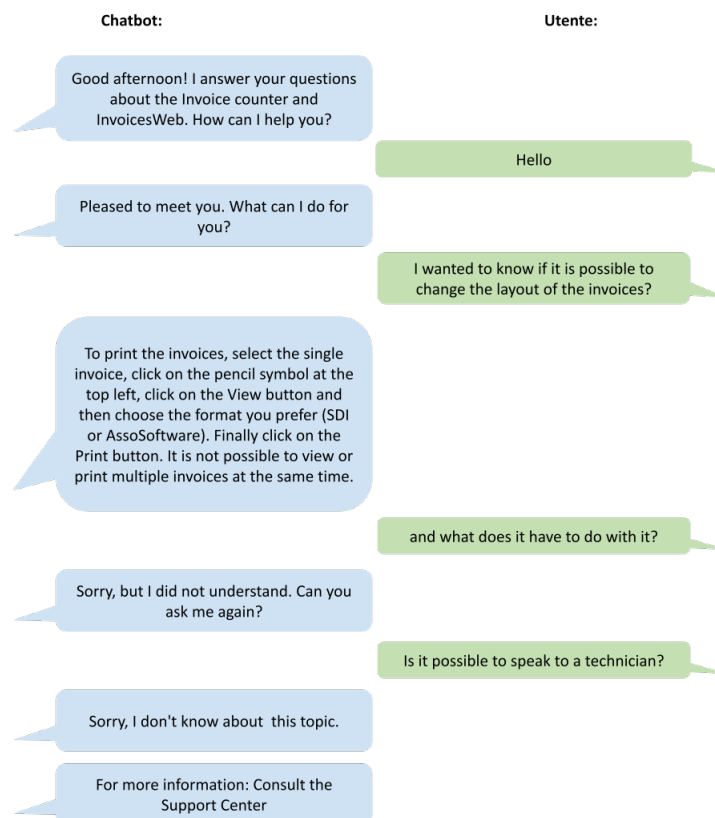 Chatbot:
Utente:
Good afternoon! I answer your questions
about the Invoice counter and
InvoicesWeb. How can I help you?
Hello
Pleased to meet you. What can I do for
you?
I wanted to know if it is possible to
change the layout of the invoices?
To print the invoices, select the single
invoice, click on the pencil symbol at the
top left, click on the View button and
then choose the format you prefer (SDI
or AssoSoftware). Finally click on the
Print button. It is not possible to view or
print multiple invoices at the same time.
and what does it have to do with it?
Sorry, but I did not understand. Can you
ask me again?
Is it possible to speak to a technician?
Sorry, I don't know about  this topic.
For more information: Consult the
Support Center